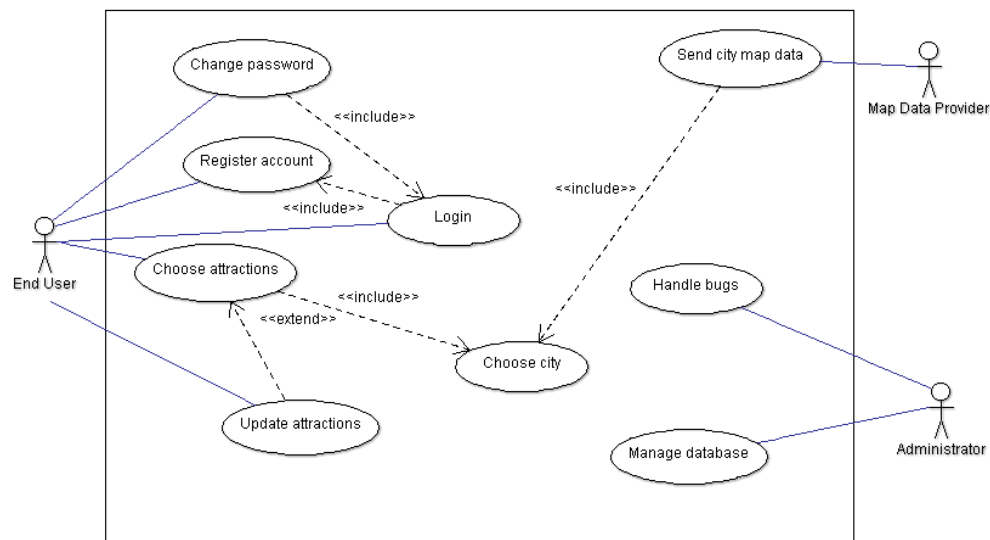 Change password
Send city map data
Map Data Provider
<<include>>
Register account
<<include>>
<<include>>
Login
End User
Choose attractions
Handle bugs
<<include>>
<<extend>>
Choose city
Update attractions
Manage database
Administrator